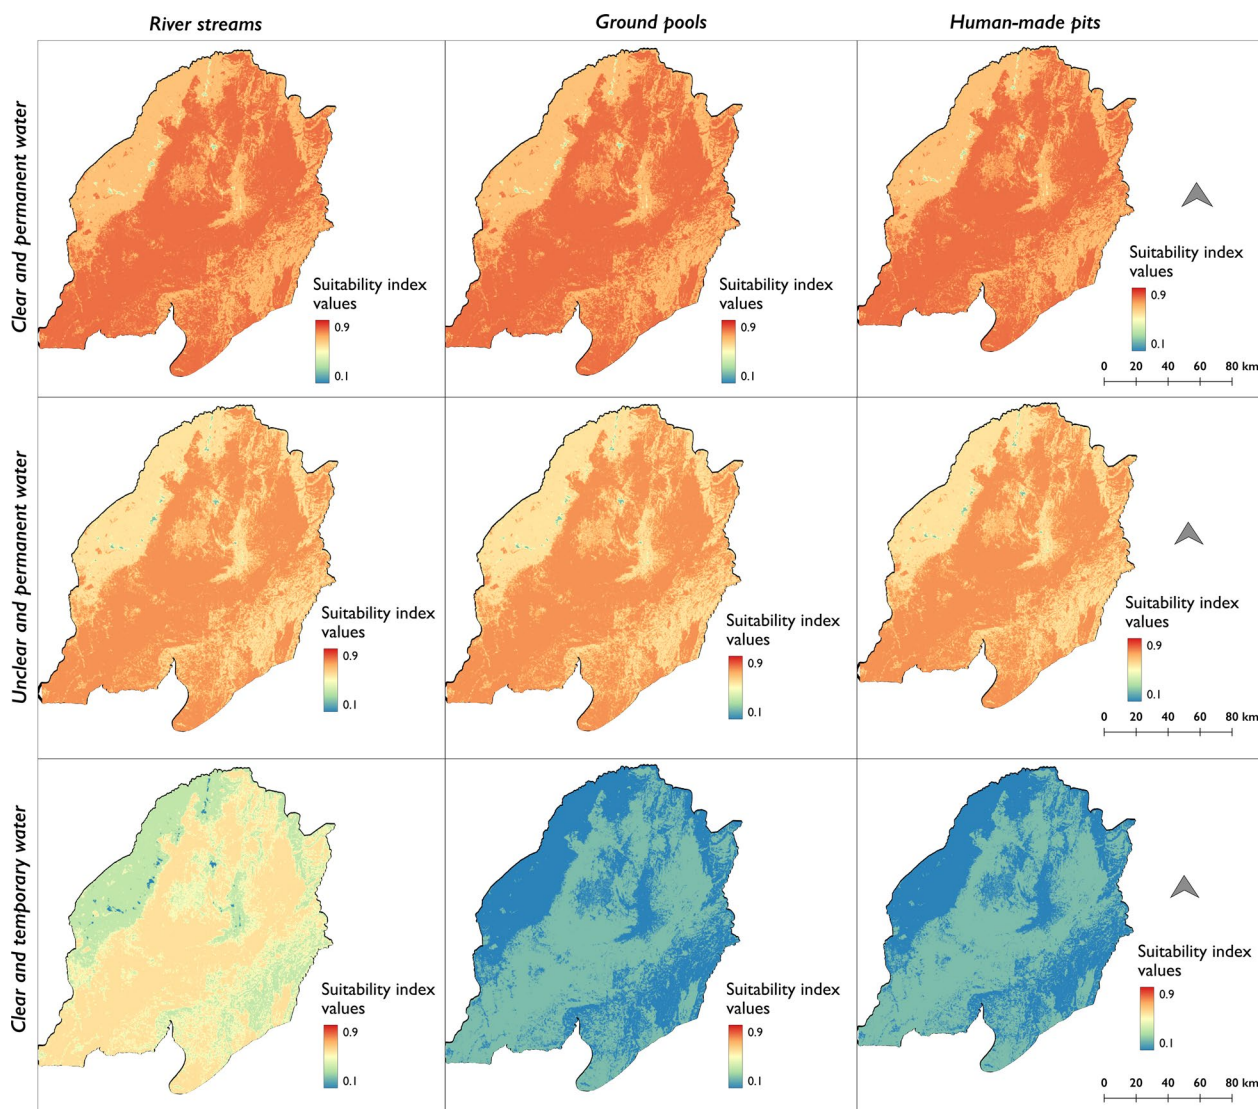 River streams
Ground pools
Human-made pits
Clear and permanent water
Suitability index
values
0.9
0.1
Suitability index
values
0.9
0.1
Suitability index
values
0.9
0.1
0 20 40 60 80 km
Unclear and permanent water
Suitability index
values
0.9
0.1
Suitability index
values
0.9
0.1
Suitability index
values
0.9
0.1
0 20 40 60 80 km
Clear and temporary water
Suitability index
values
0.9
0.1
Suitability index
values
0.9
0.1
Suitability index
values
0.9
0.1
0 20 40 60 80 km